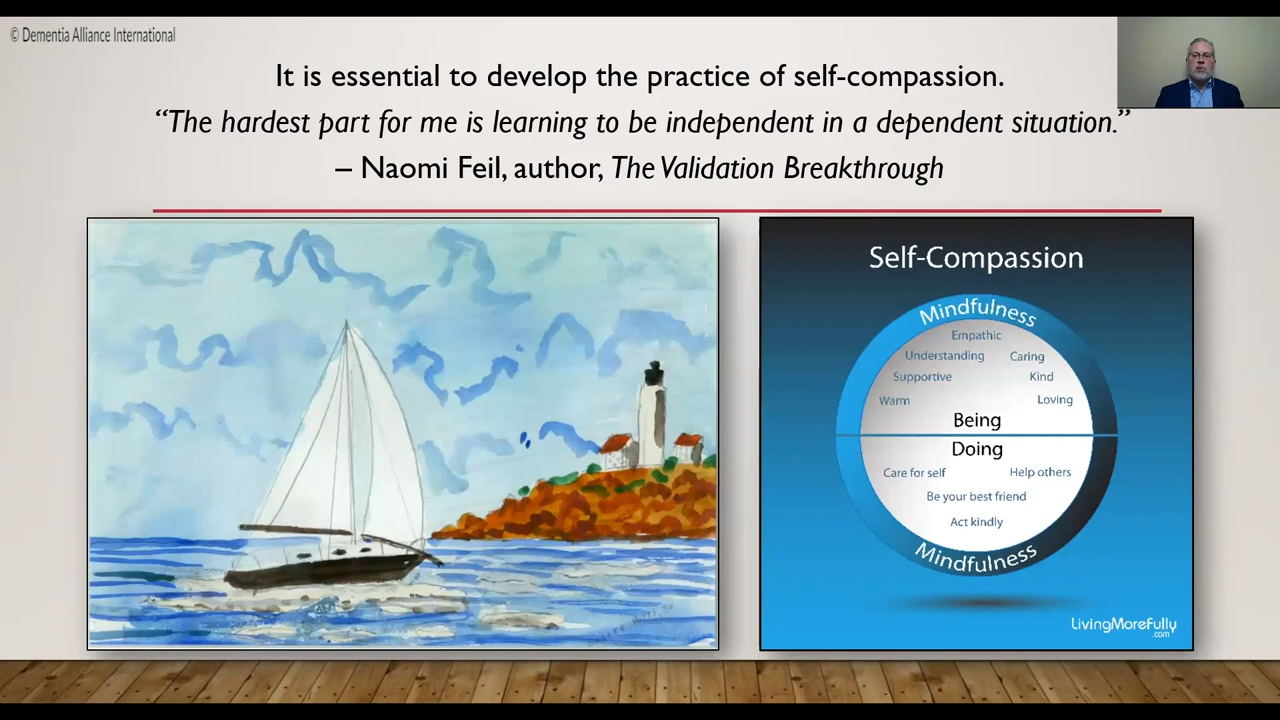 © Dementia Alliance International
It is essential to develop the practice of self-compassion.
“The hardest part for me is learning to be independent in a dependent situation.”
– Naomi Feil, author, The Validation Breakthrough
Self-Compassion
Mindfulness
Empathic
Understanding Caring
Supportive Kind
Warm Loving
Being
Doing
Care for self Help others
Be your best friend
Act kindly
Mindfulness
LivingMoreFully
.com